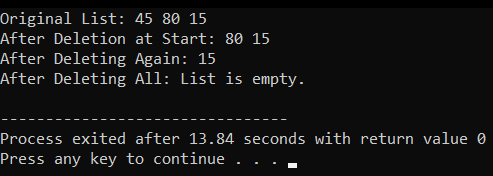 Original List: 45 80 15
After Deletion at Start: 80 15
After Deleting Again: 15
After Deleting All: List is empty.
--------------------------------
Process exited after 13.84 seconds with return value 0
Press any key to continue . . .